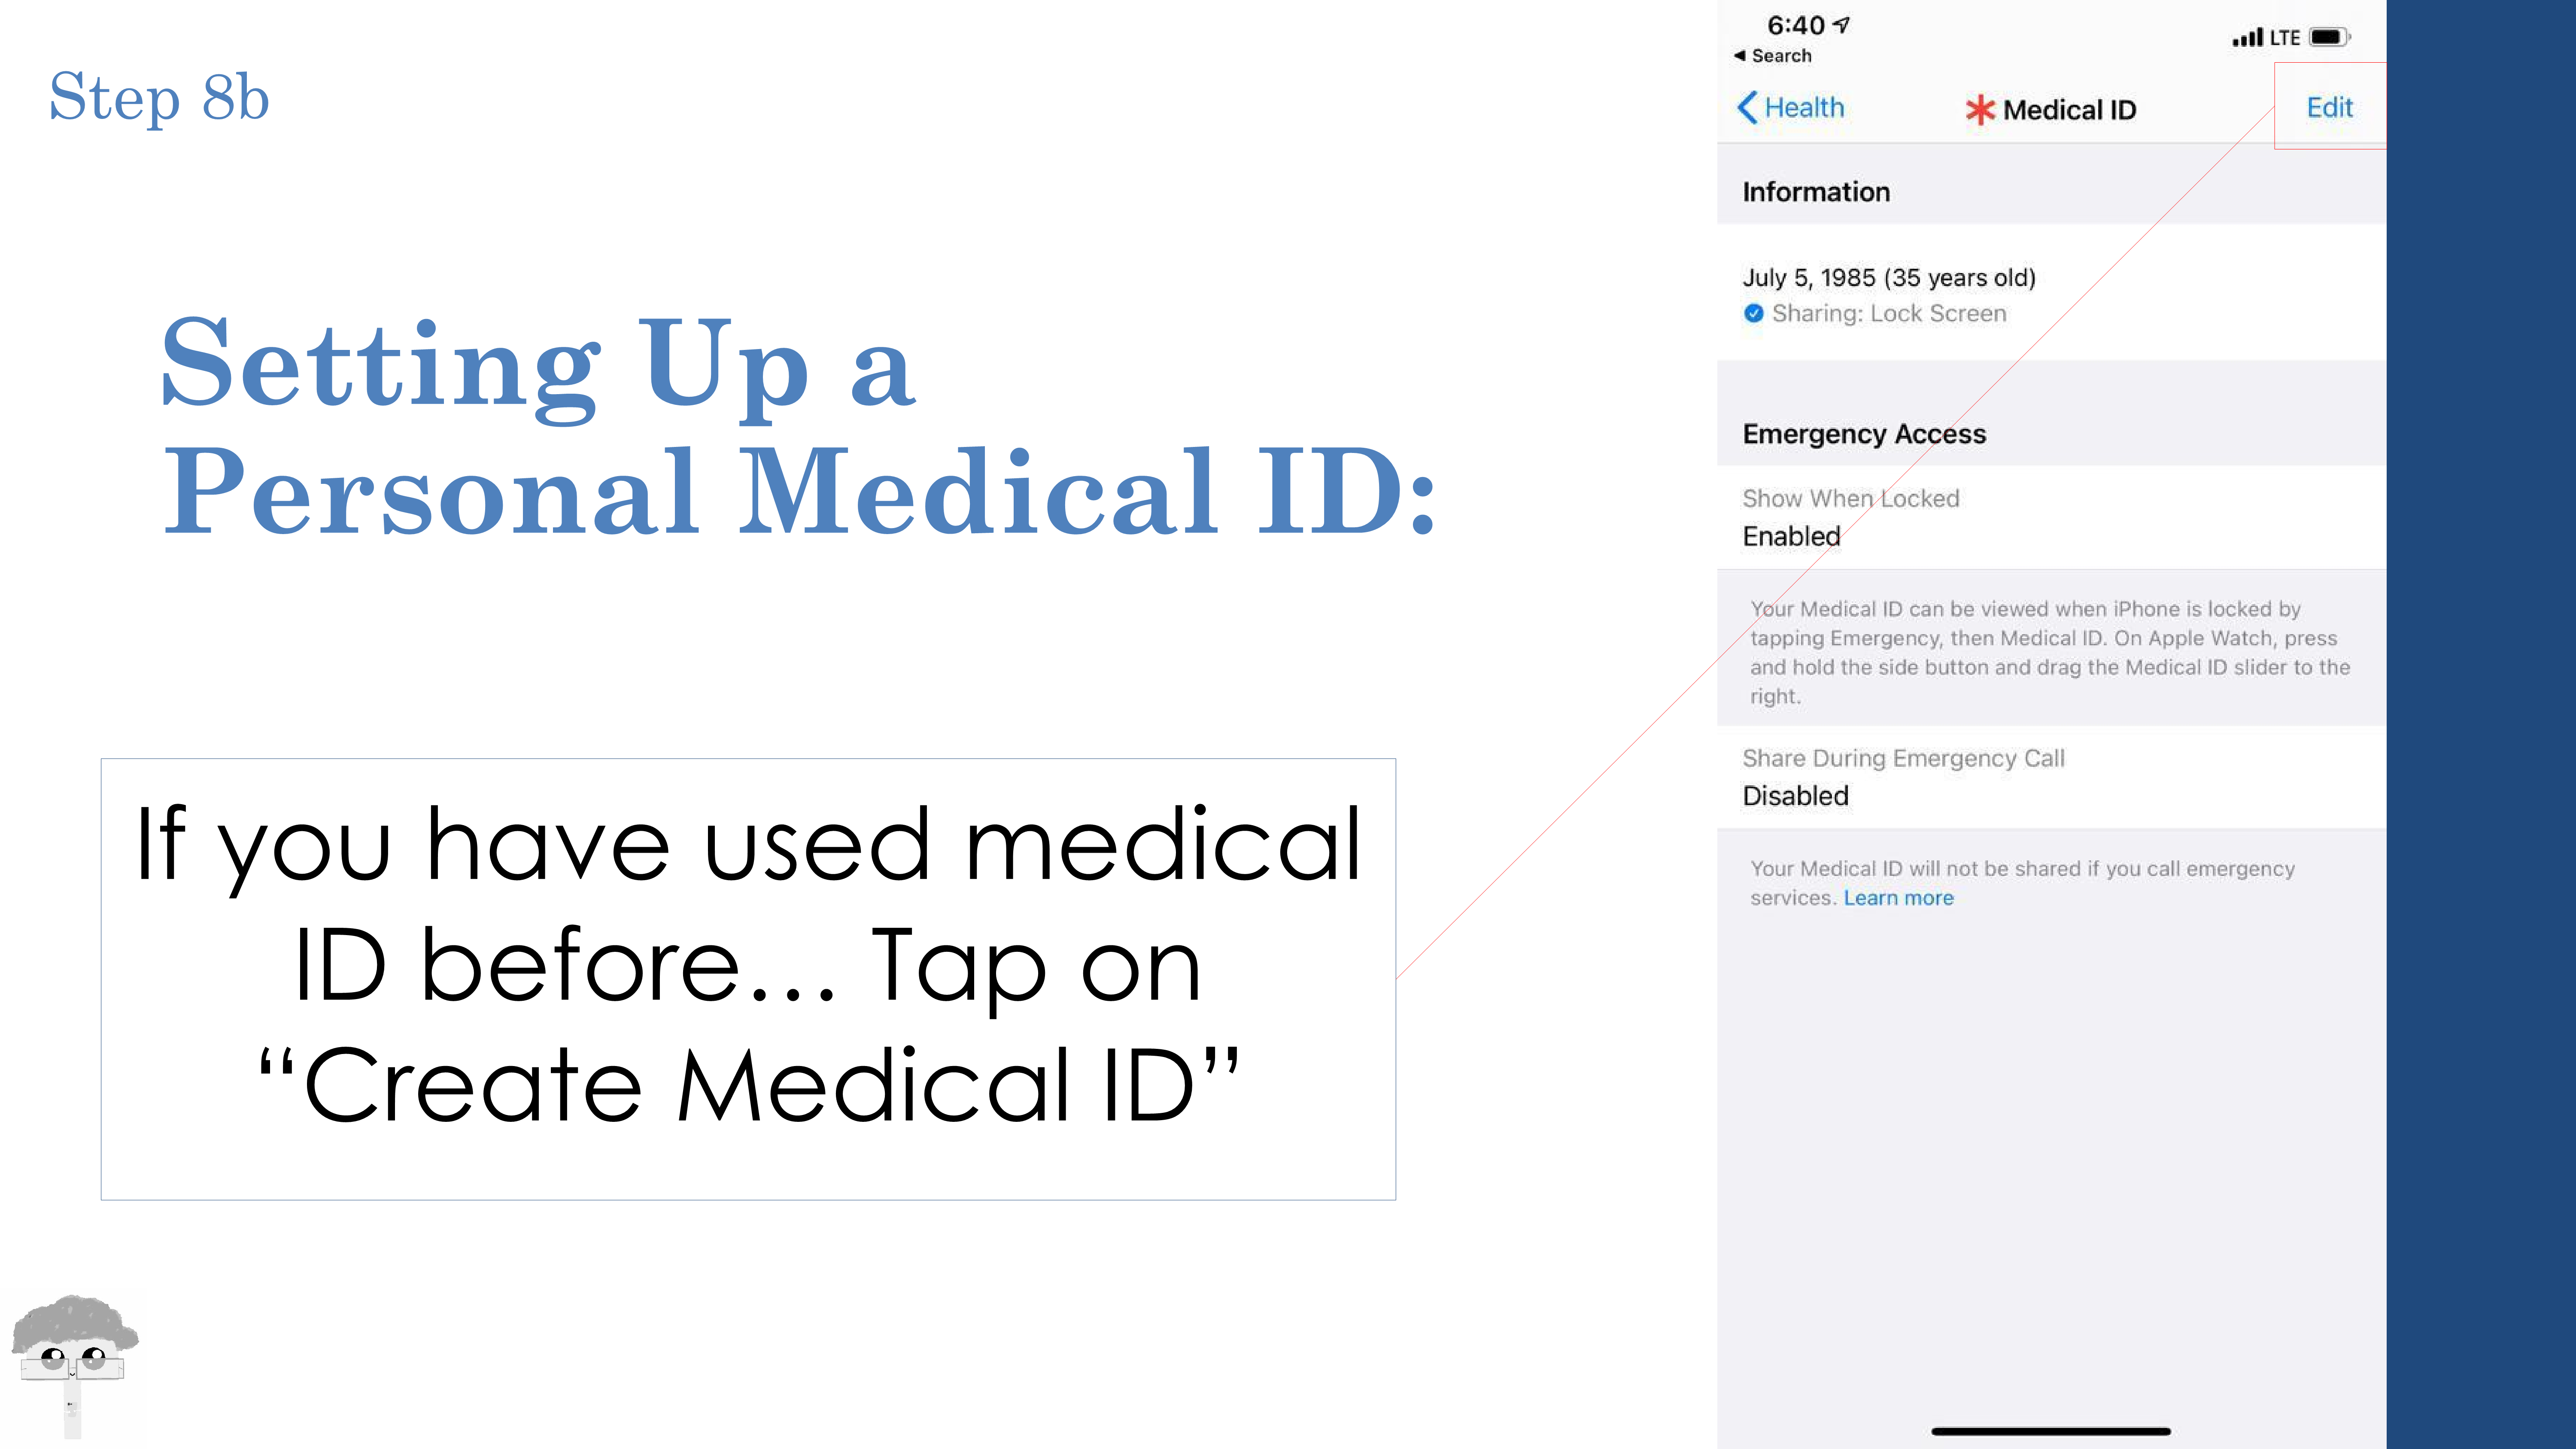 Step 8b
Setting Up a
Personal Medical ID:
If you have used medical
ID before… Tap on
“Create Medical ID”
6:40
LTE
◀ Search
Health
Medical ID
Edit
Information
July 5, 1985 (35 years old)
Sharing: Lock Screen
Emergency Access
Show When Locked
Enabled
Your Medical ID can be viewed when iPhone is locked by
tapping Emergency, then Medical ID. On Apple Watch, press
and hold the side button and drag the Medical ID slider to the
right.
Share During Emergency Call
Disabled
Your Medical ID will not be shared if you call emergency
services. Learn more